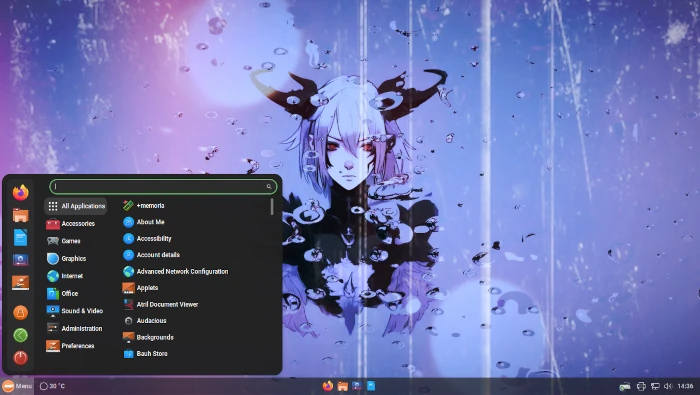 All Applications
Accessories
Games
Graphics
Internet
Office
Sound & Video
Administration
Preferences
+memoria
About Me
Accessibility
Account details
Advanced Network Configuration
Applets
Atril Document Viewer
Audacious
Backgrounds
Bauh Store
Menu
30 °C
14:36